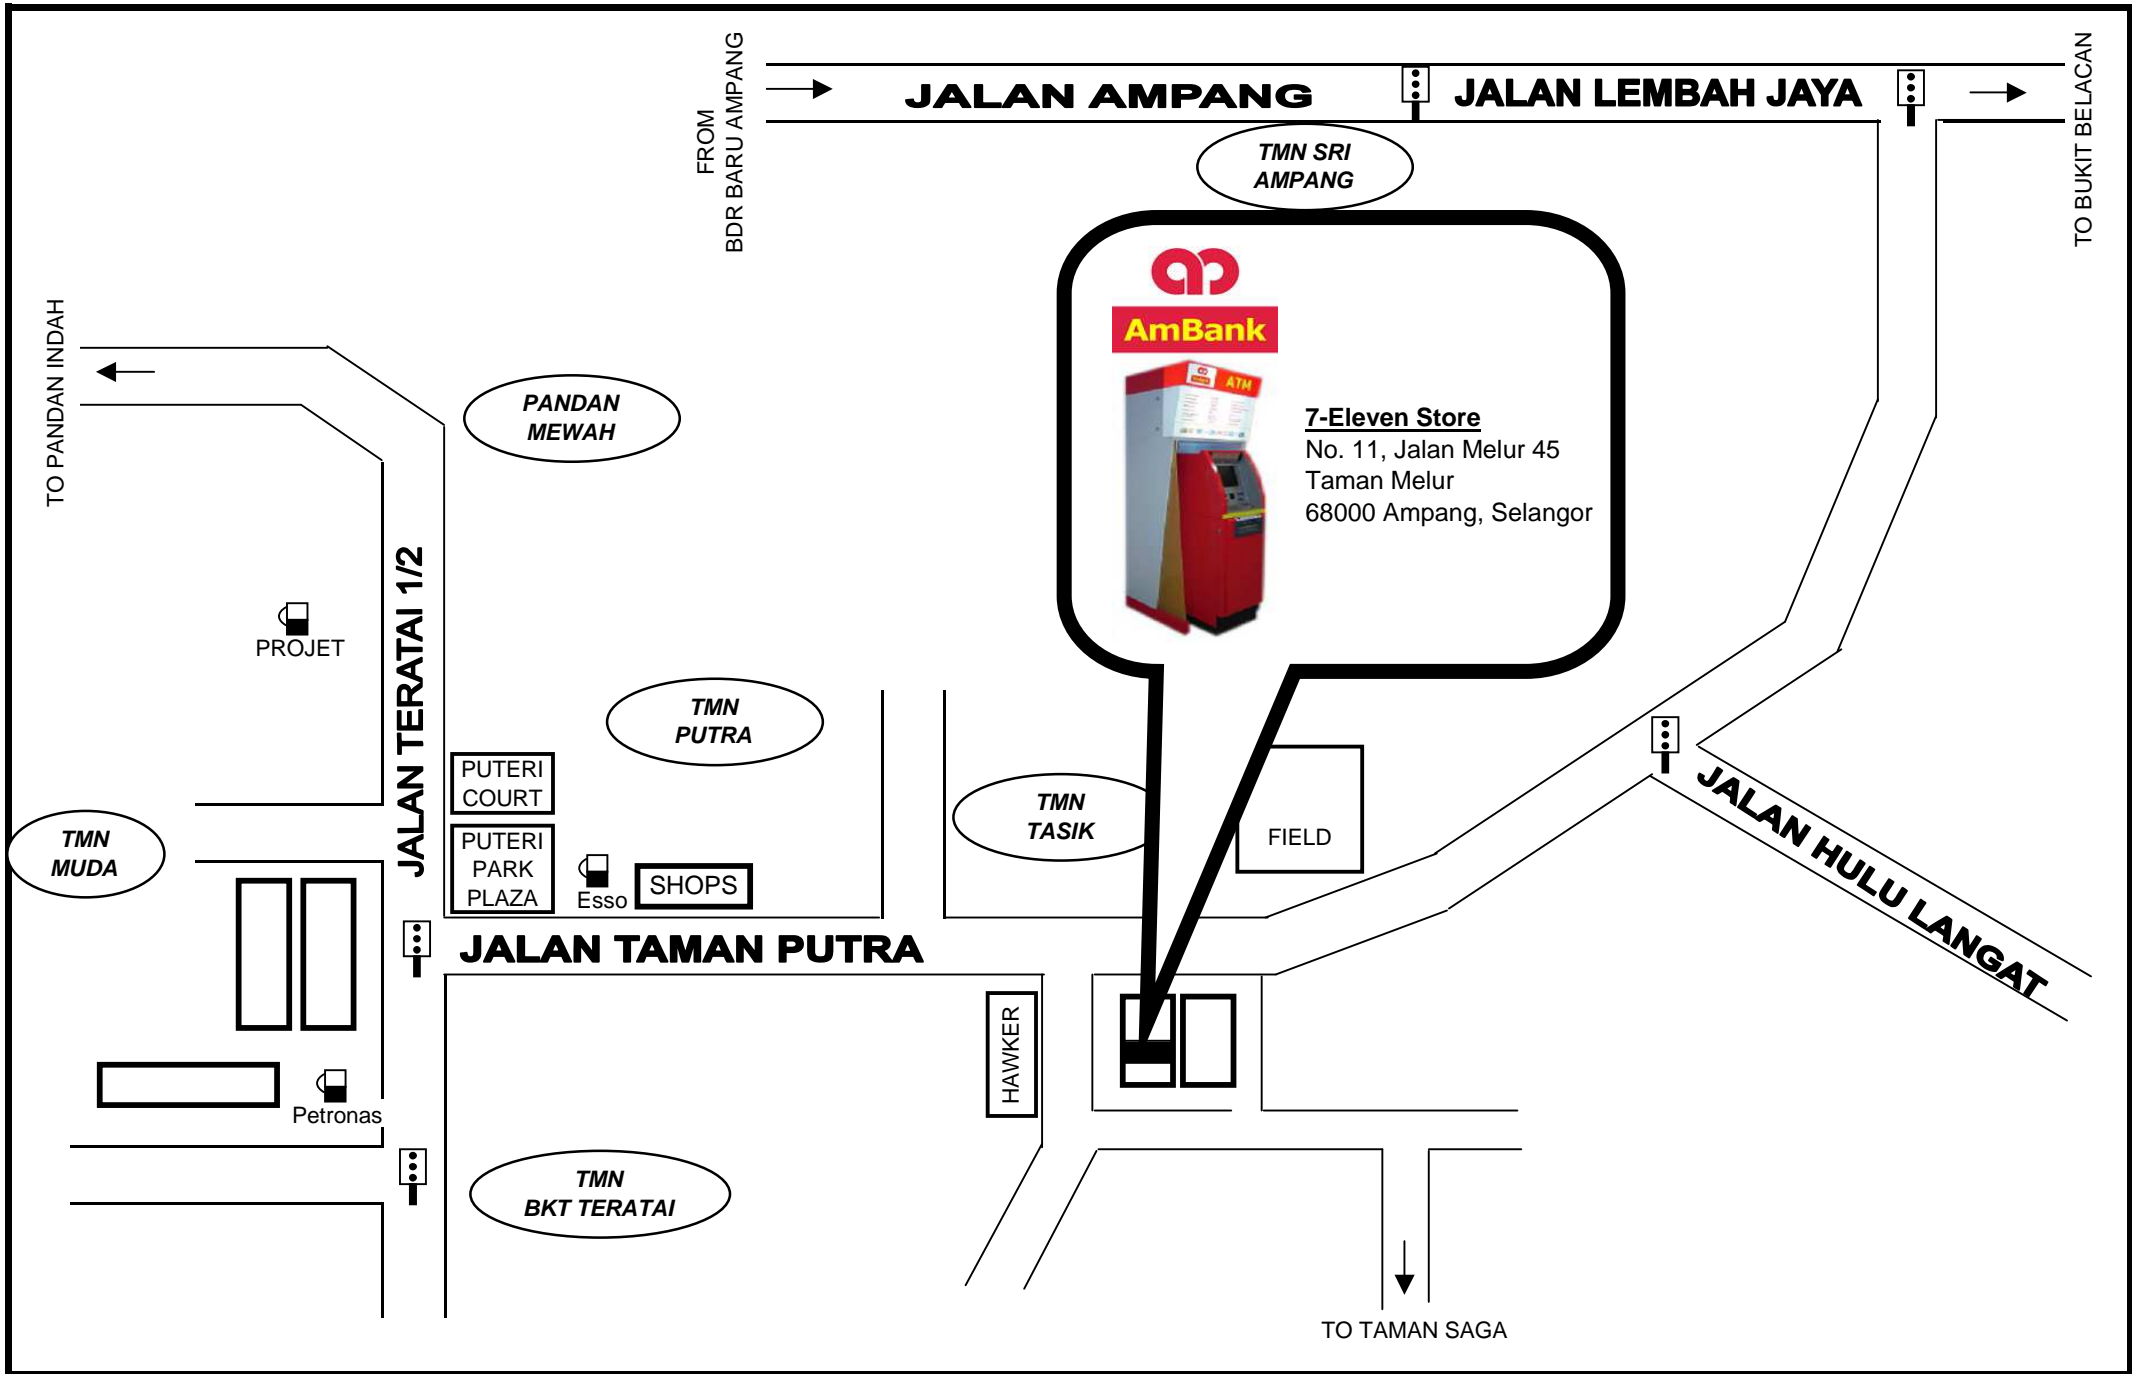 FROM
BDR BARU AMPANG
JALAN AMPANG
JALAN LEMBAH JAYA
TO BUKIT BELACAN
TMN SRI
AMPANG
AmBank
ATM
7-Eleven Store
No. 11, Jalan Melur 45
Taman Melur
68000 Ampang, Selangor
TO PANDAN INDAH
PANDAN
MEWAH
JALAN TERATAI 1/2
PROJET
TMN
PUTRA
PUTERI
COURT
PUTERI
PARK
PLAZA
Esso
SHOPS
TMN
MUDA
TMN
TASIK
FIELD
JALAN HULU LANGAT
JALAN TAMAN PUTRA
HAWKER
Petronas
TMN
BKT TERATAI
TO TAMAN SAGA